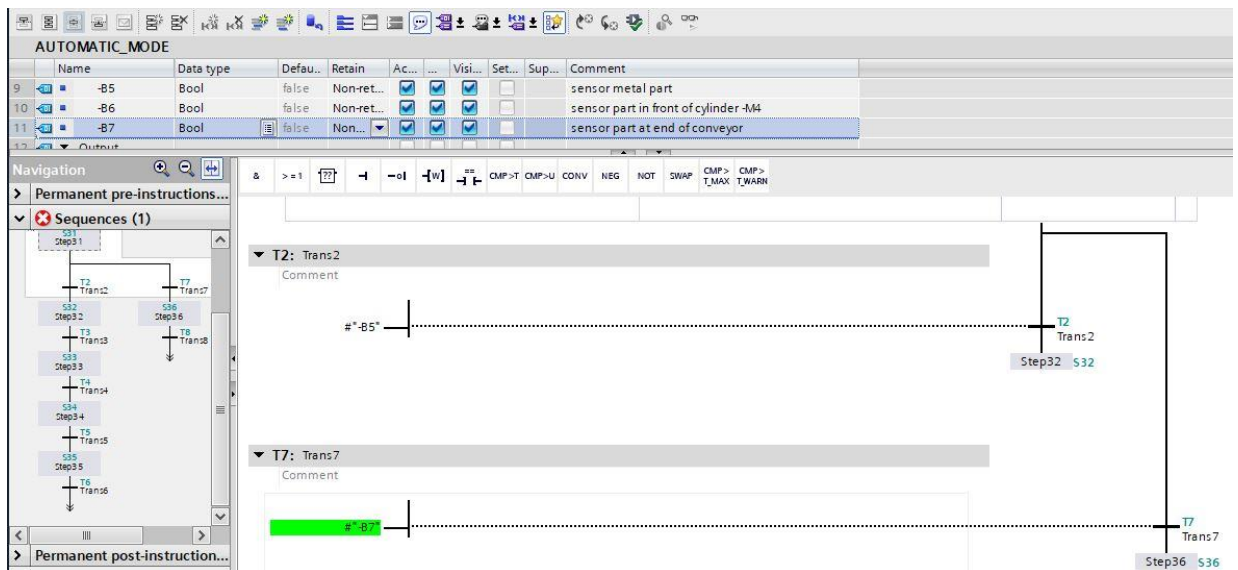 AUTOMATIC_MODE
Name Data type Defau.. Retain Ac... ... Visi... Set... Sup... Comment
9 -B5 Bool false Non-ret... sensor metal part
10 -B6 Bool false Non-ret... sensor part in front of cylinder -M4
11 -B7 Bool false Non... sensor part at end of conveyor
12 Output
Navigation
& >=1 ?? CMP>T CMP>U CONV NEG NOT SWAP CMP> T_MAX CMP> T_WARN
Permanent pre-instructions...
Sequences (1)
S31
Step31
T2
Trans2
T7
Trans7
S32
Step32
S36
Step36
T3
Trans3
T8
Trans8
S33
Step33
T4
Trans4
S34
Step34
T5
Trans5
S35
Step35
T6
Trans6
Permanent post-instruction...
T2: Trans2
Comment
#"-B5"
T2
Trans2
Step32 S32
T7: Trans7
Comment
#"-B7"
T7
Trans7
Step36 S36